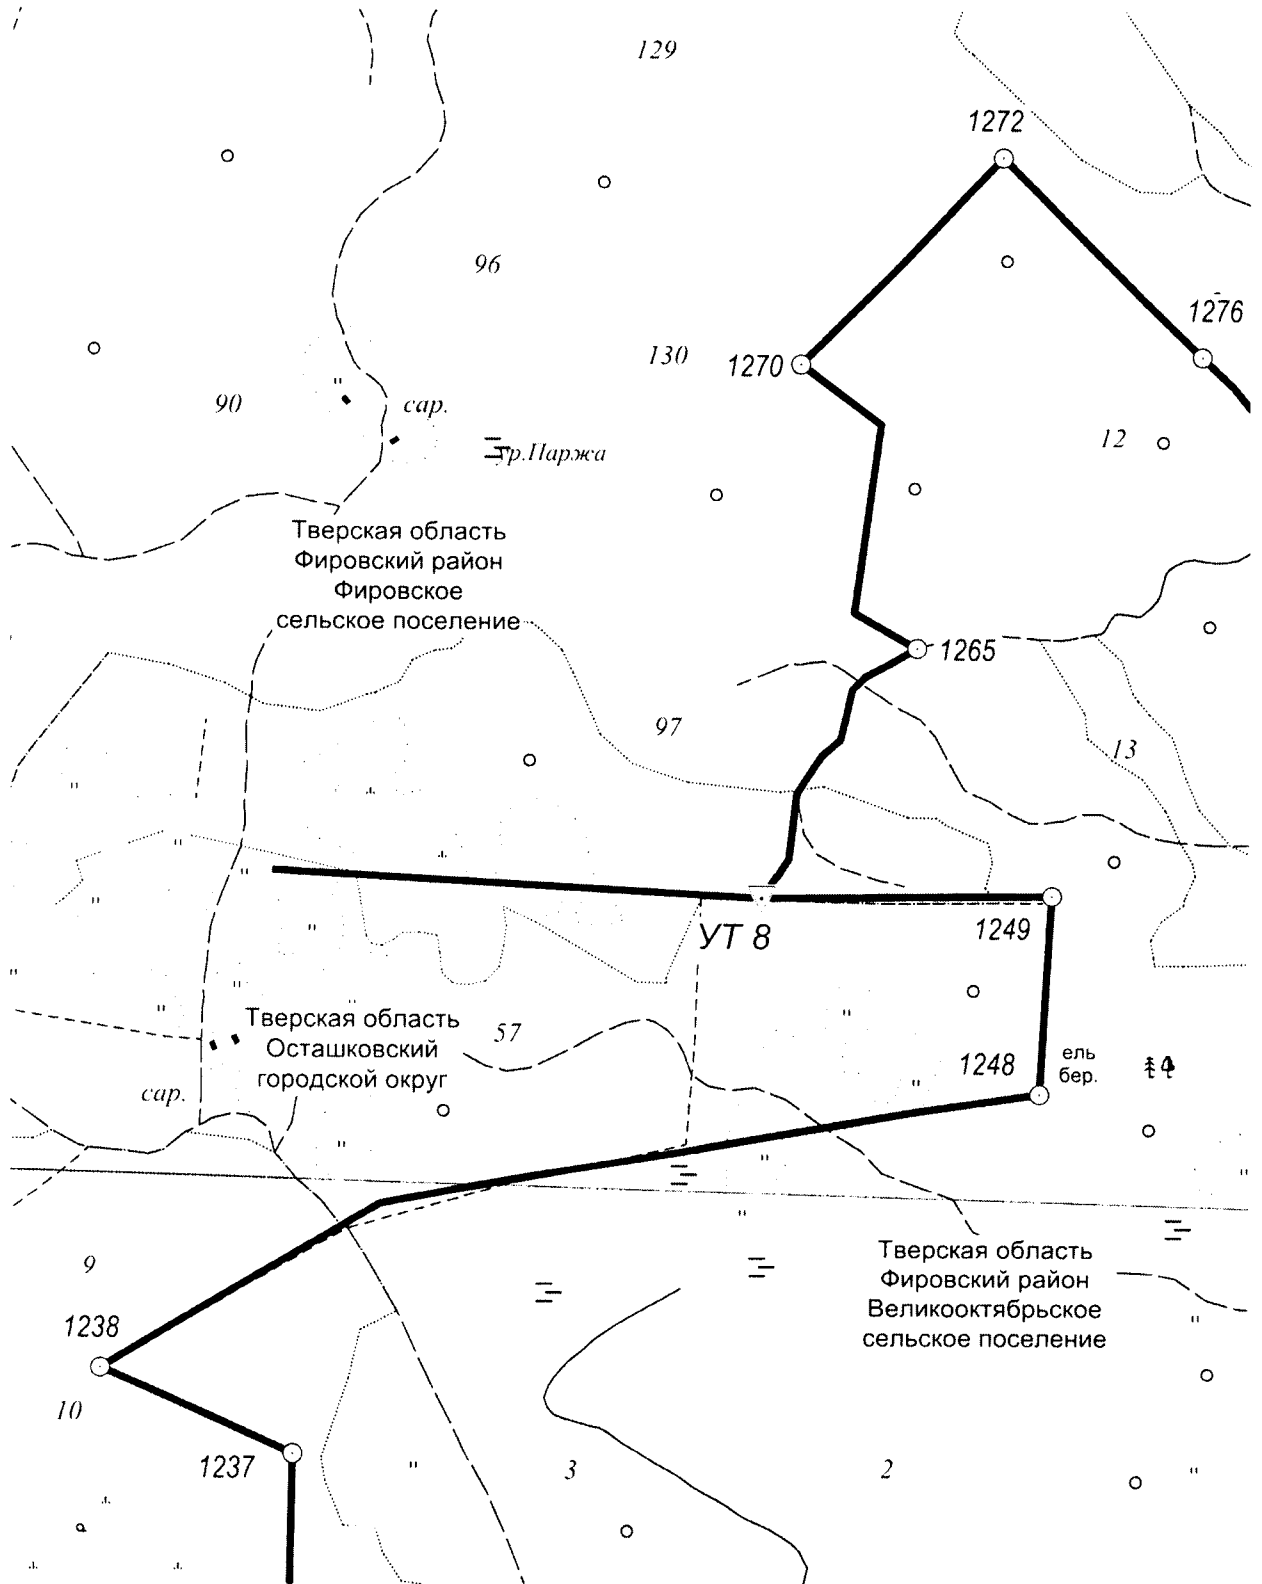 129
1272
96
1276
130
1270
90
сар.
12
ур.Паржа
Тверская область
Фировский район
Фировское
сельское поселение
1265
97
13
1249
УТ 8
Тверская область
Осташковский
городской округ
57
1248
ель
бер.
сар.
Тверская область
Фировский район
Великооктябрьское
сельское поселение
9
1238
10
1237
3
2